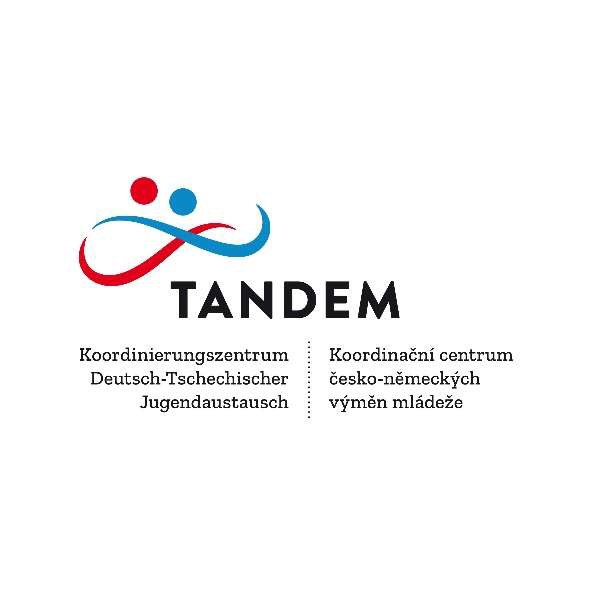 TANDEM
Koordinierungszentrum
Deutsch-Tschechischer
Jugendaustausch
Koordinační centrum
česko-německých
výměn mládeže